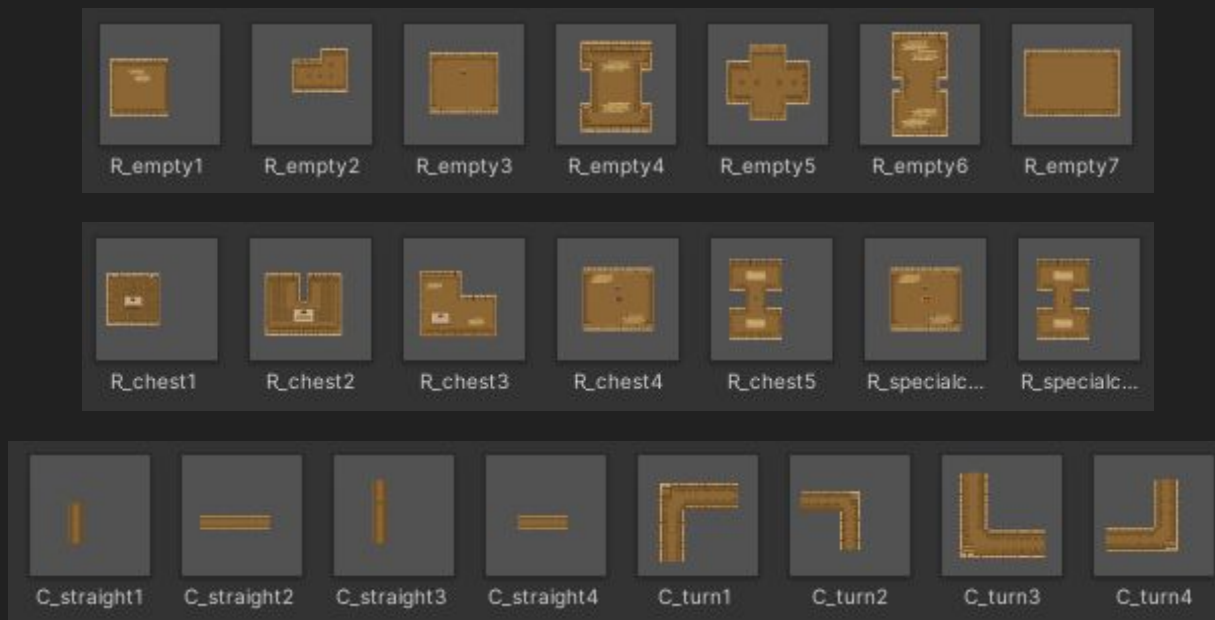 R_empty1 R_empty2 R_empty3 R_empty4 R_empty5 R_empty6 R_empty7
R_chest1 R_chest2 R_chest3 R_chest4 R_chest5 R_specialc... R_specialc...
C_straight1 C_straight2 C_straight3 C_straight4 C_turn1 C_turn2 C_turn3 C_turn4